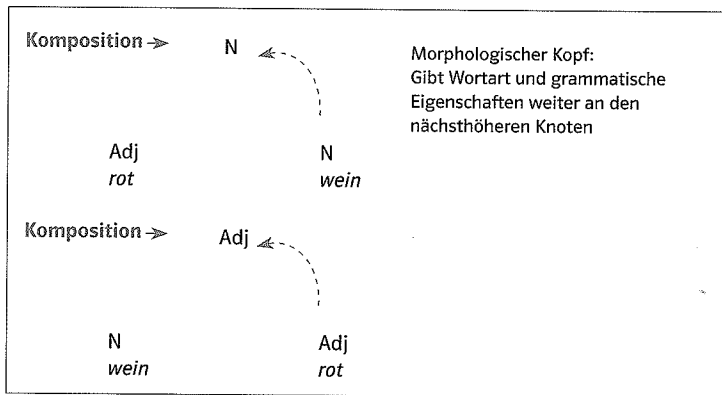 Komposition → N
Morphologischer Kopf:
Gibt Wortart und grammatische
Eigenschaften weiter an den
nächsthöheren Knoten
Adj N
rot wein
Komposition → Adj
N Adj
wein rot